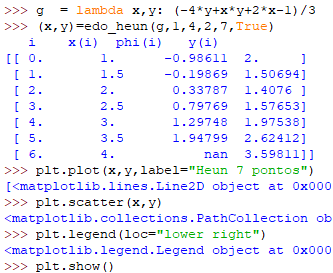 >>> g  = lambda x,y: (-4*y+x*y+2*x-1)/3
>>> (x,y)=edo_heun(g,1,4,2,7,True)
i x(i) phi(i) y(i)
[[ 0. 1. -0.98611 2. ]
[ 1. 1.5 -0.19869 1.50694]
[ 2. 2. 0.33787 1.4076 ]
[ 3. 2.5 0.79769 1.57653]
[ 4. 3. 1.29748 1.97538]
[ 5. 3.5 1.94799 2.62412]
[ 6. 4. nan 3.59811]]
>>> plt.plot(x,y,label="Heun 7 pontos")
[<matplotlib.lines.Line2D object at 0x000
>>> plt.scatter(x,y)
<matplotlib.collections.PathCollection ob
>>> plt.legend(loc="lower right")
<matplotlib.legend.Legend object at 0x000
>>> plt.show()